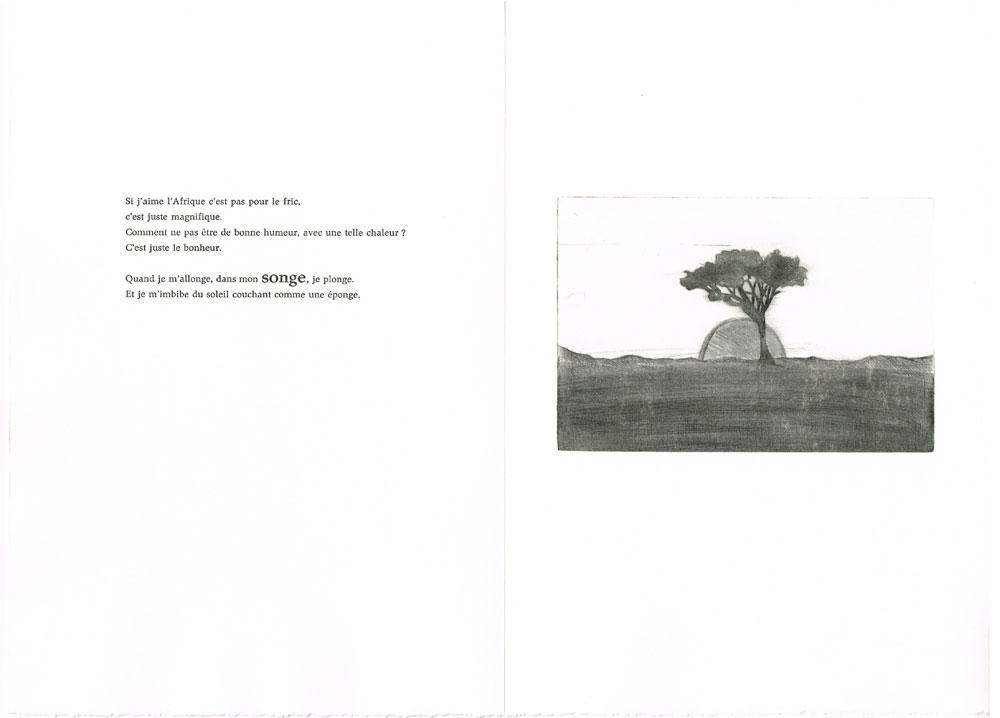 Si j'aime l'Afrique c'est pas pour le fric,
c'est juste magnifique.
Comment ne pas être de bonne humeur, avec une telle chaleur ?
C'est juste le bonheur.
Quand je m'allonge, dans mon songe, je plonge.
Et je m'imbibe du soleil couchant comme une éponge.